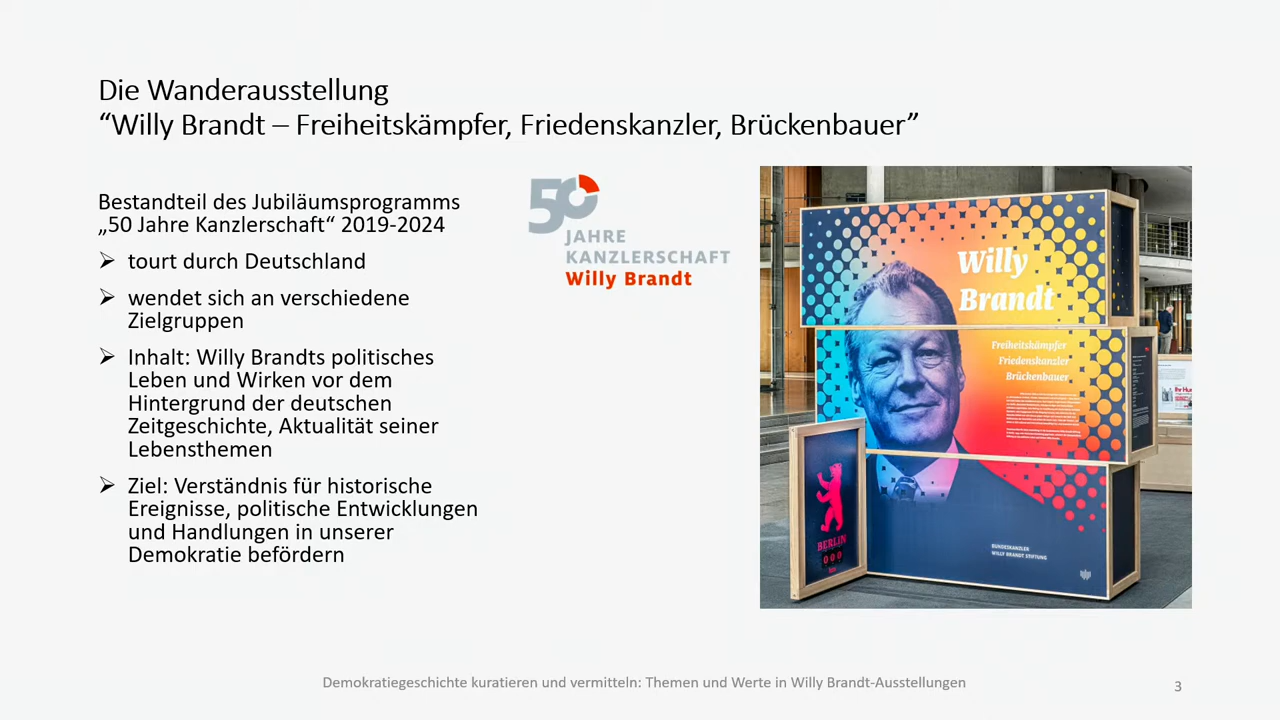 Die Wanderausstellung
“Willy Brandt – Freiheitskämpfer, Friedenskanzler, Brückenbauer”
Bestandteil des Jubiläumsprogramms
„50 Jahre Kanzlerschaft“ 2019-2024
➢ tourt durch Deutschland
➢ wendet sich an verschiedene
Zielgruppen
➢ Inhalt: Willy Brandts politisches
Leben und Wirken vor dem
Hintergrund der deutschen
Zeitgeschichte, Aktualität seiner
Lebensthemen
➢ Ziel: Verständnis für historische
Ereignisse, politische Entwicklungen
und Handlungen in unserer
Demokratie befördern
50
JAHRE
KANZLERSCHAFT
Willy Brandt
Willy
Brandt
Freiheitskämpfer
Friedenskanzler
Brückenbauer
BERLIN
BUNDESKANZLER
WILLY BRANDT STIFTUNG
Demokratiegeschichte kuratieren und vermitteln: Themen und Werte in Willy Brandt-Ausstellungen
3